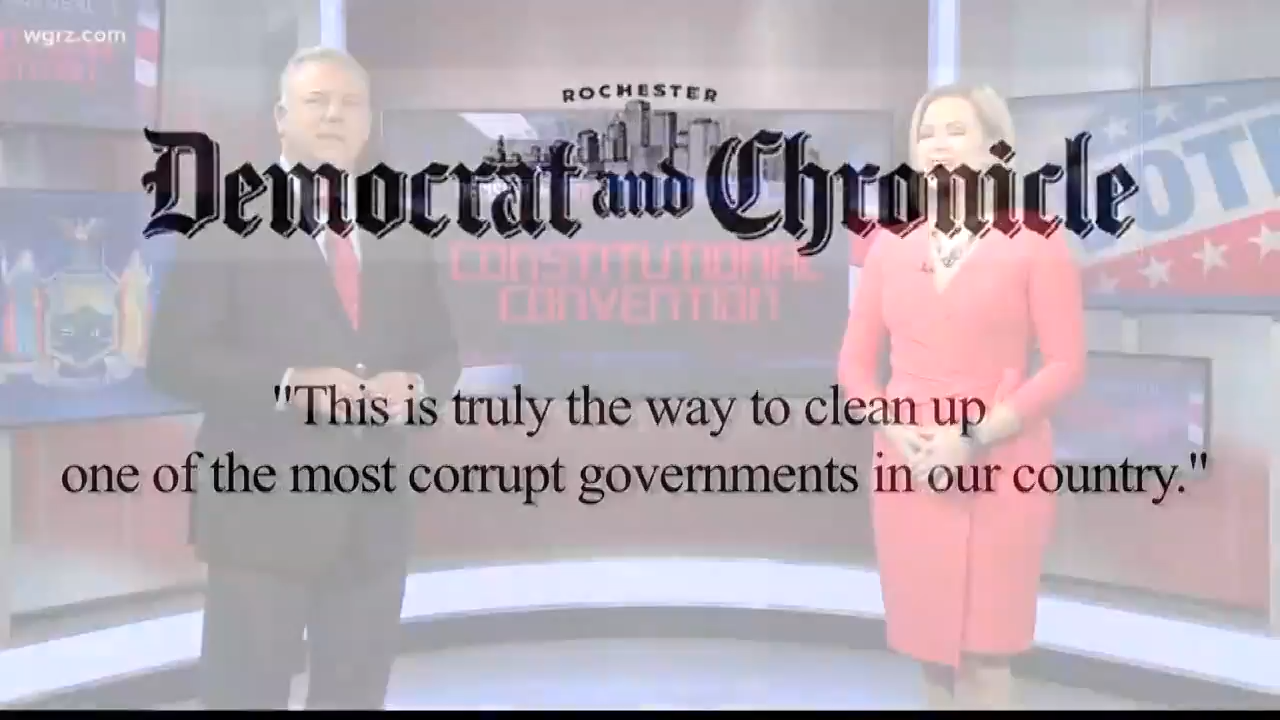 wgrz.com
ROCHESTER
Democrat and Chronicle
CONSTITUTIONAL
CONVENTION
"This is truly the way to clean up
one of the most corrupt governments in our country."